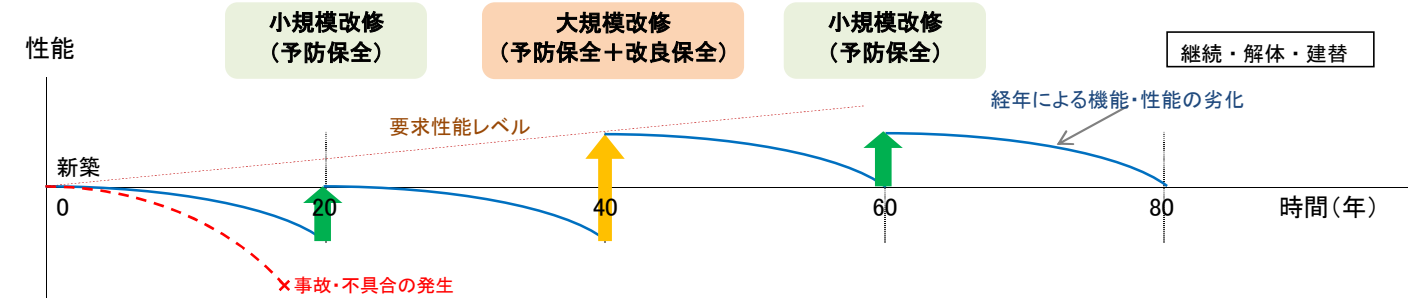 小規模改修
（予防保全）
大規模改修
（予防保全＋改良保全）
小規模改修
（予防保全）
継続・解体・建替
性能
経年による機能・性能の劣化
要求性能レベル
新築
0
20
40
60
80
時間（年）
×事故・不具合の発生